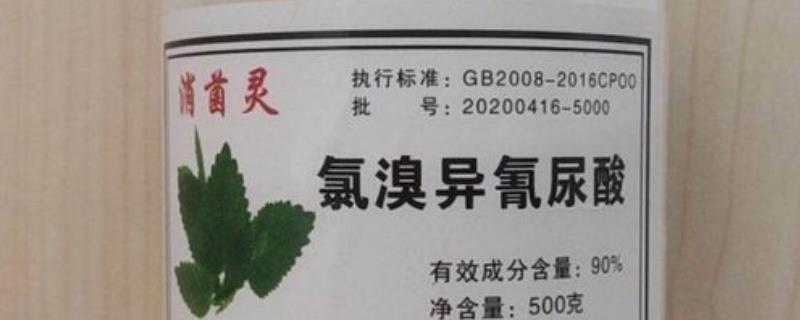 消菌灵
执行标准：GB2008-2016CP00
批　　号：20200416-5000
氯溴异氰尿酸
有效成分含量：90%
净含量：500克